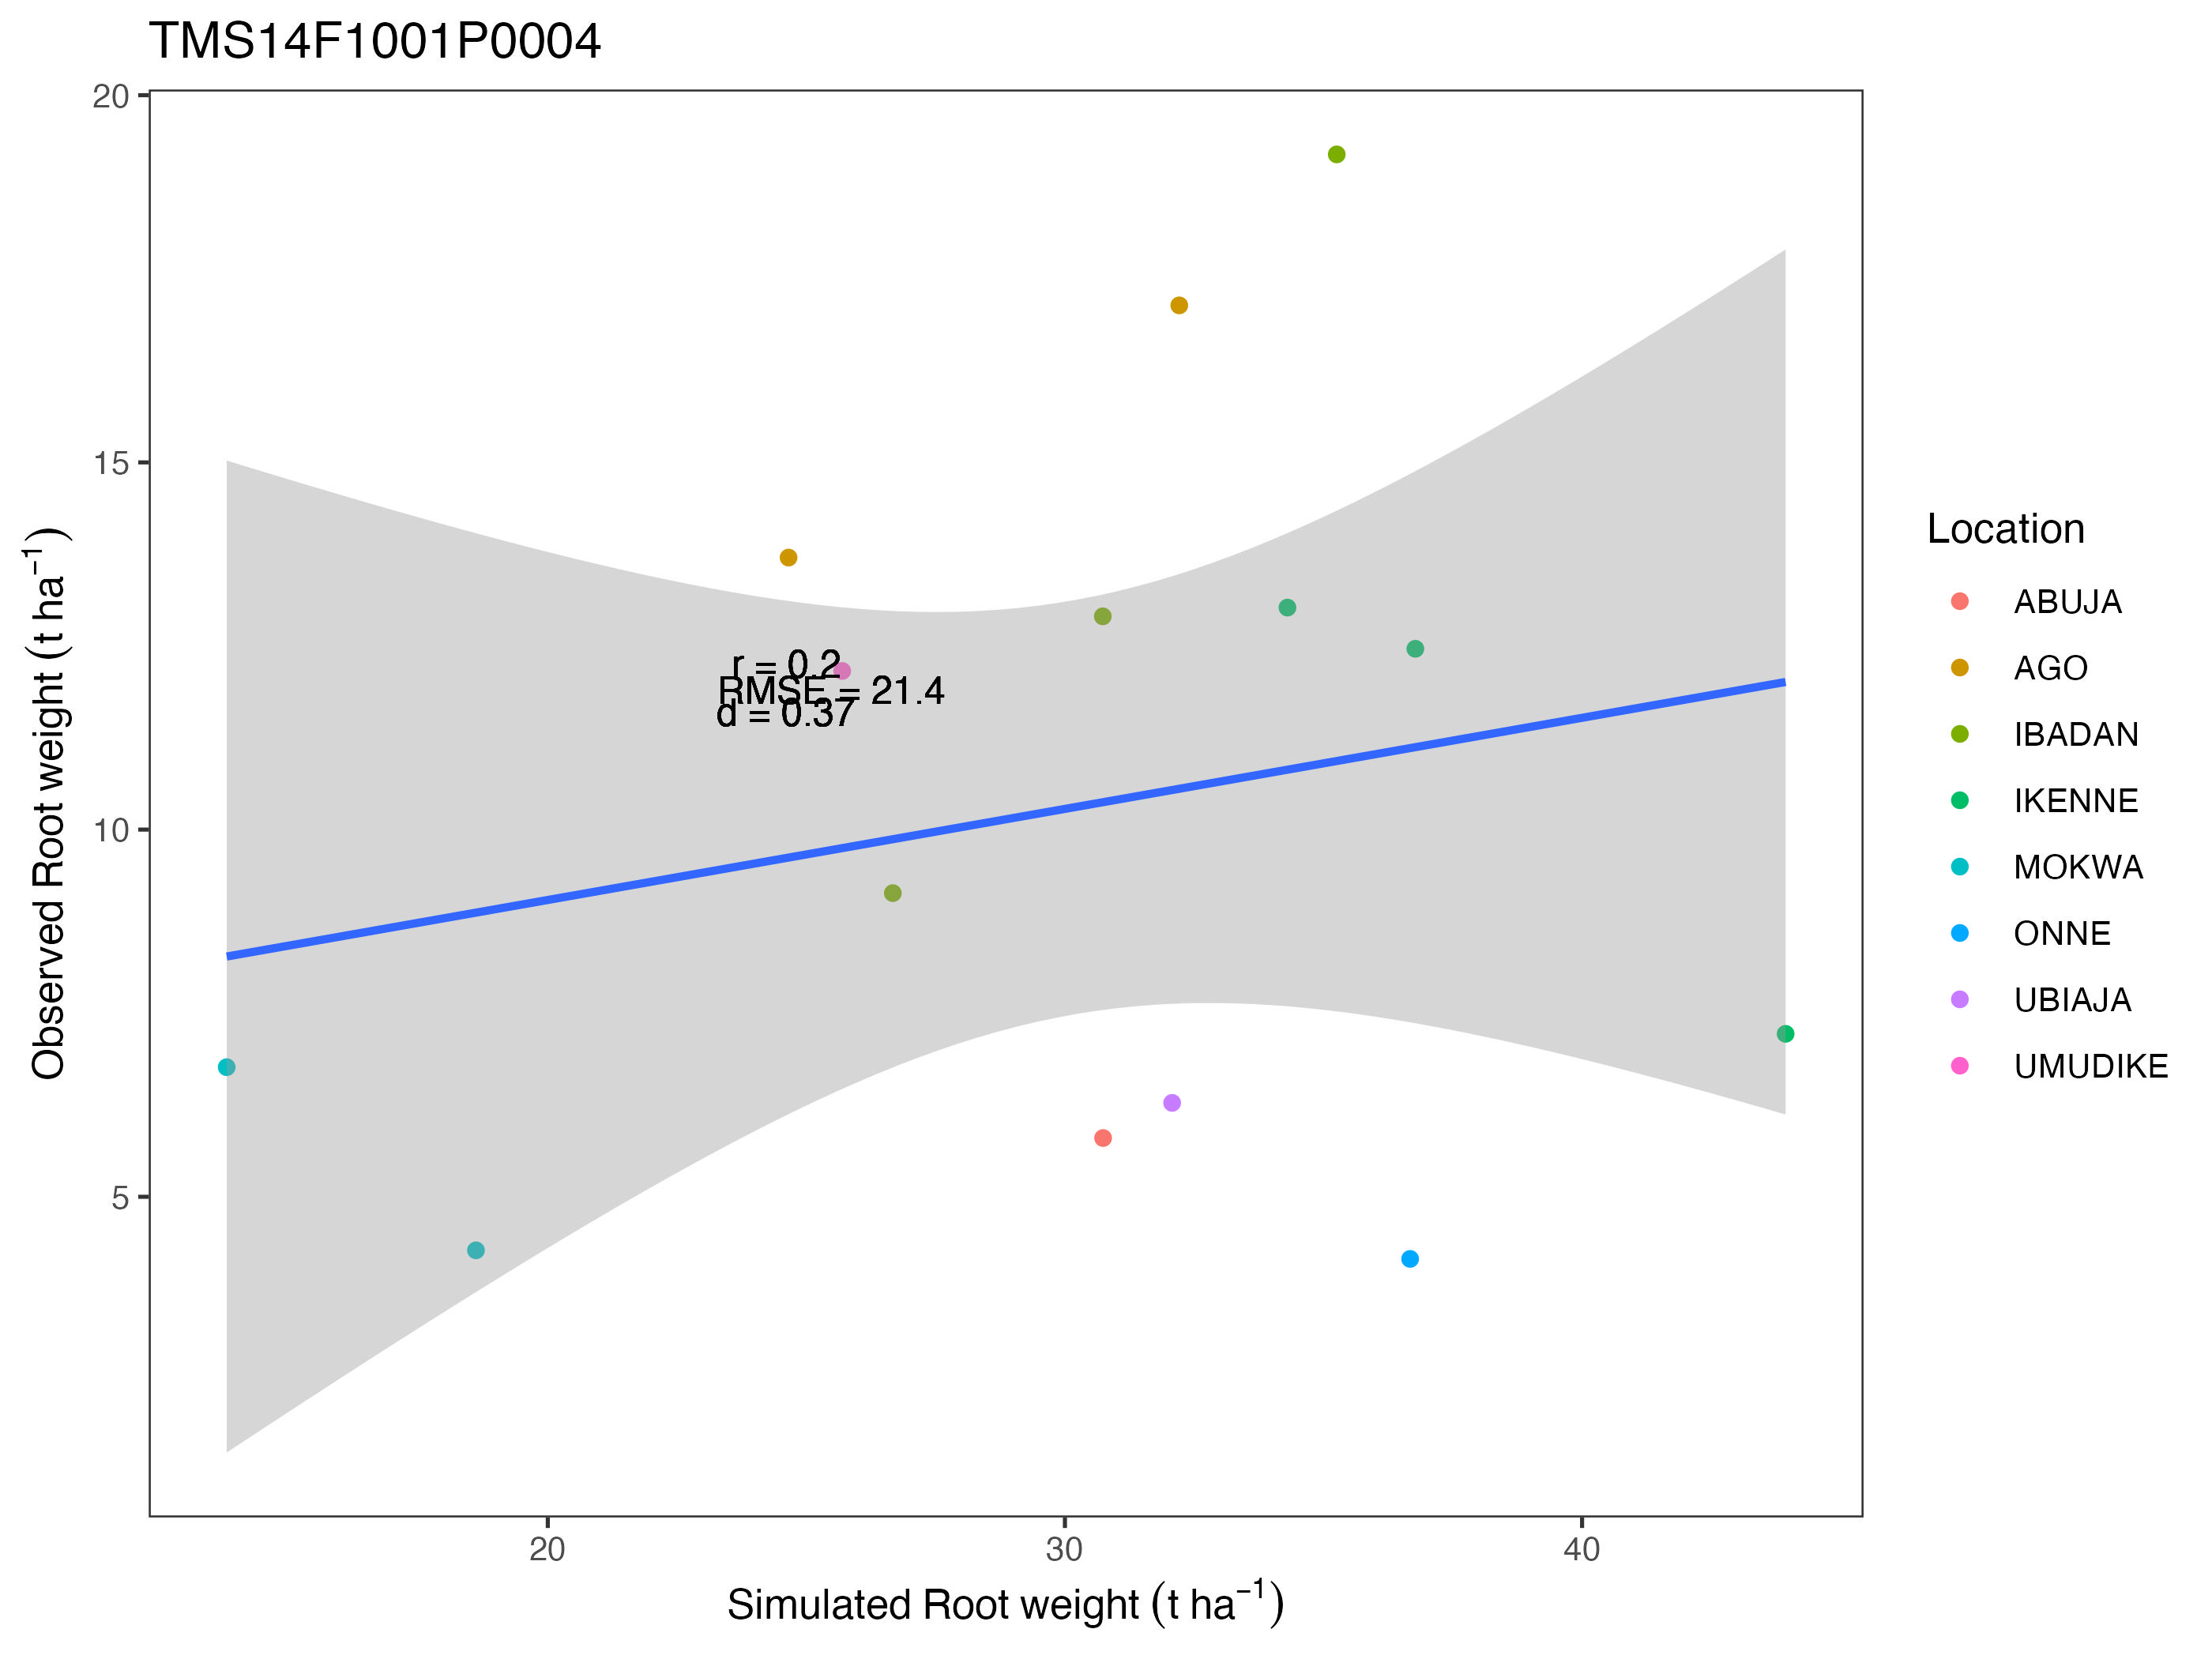 TMS14F1001P0004
20
15
10
5
Observed Root weight (t ha⁻¹)
r = 0.2
RMSE = 21.4
d = 0.37
20
30
40
Simulated Root weight (t ha⁻¹)
Location
ABUJA
AGO
IBADAN
IKENNE
MOKWA
ONNE
UBIAJA
UMUDIKE